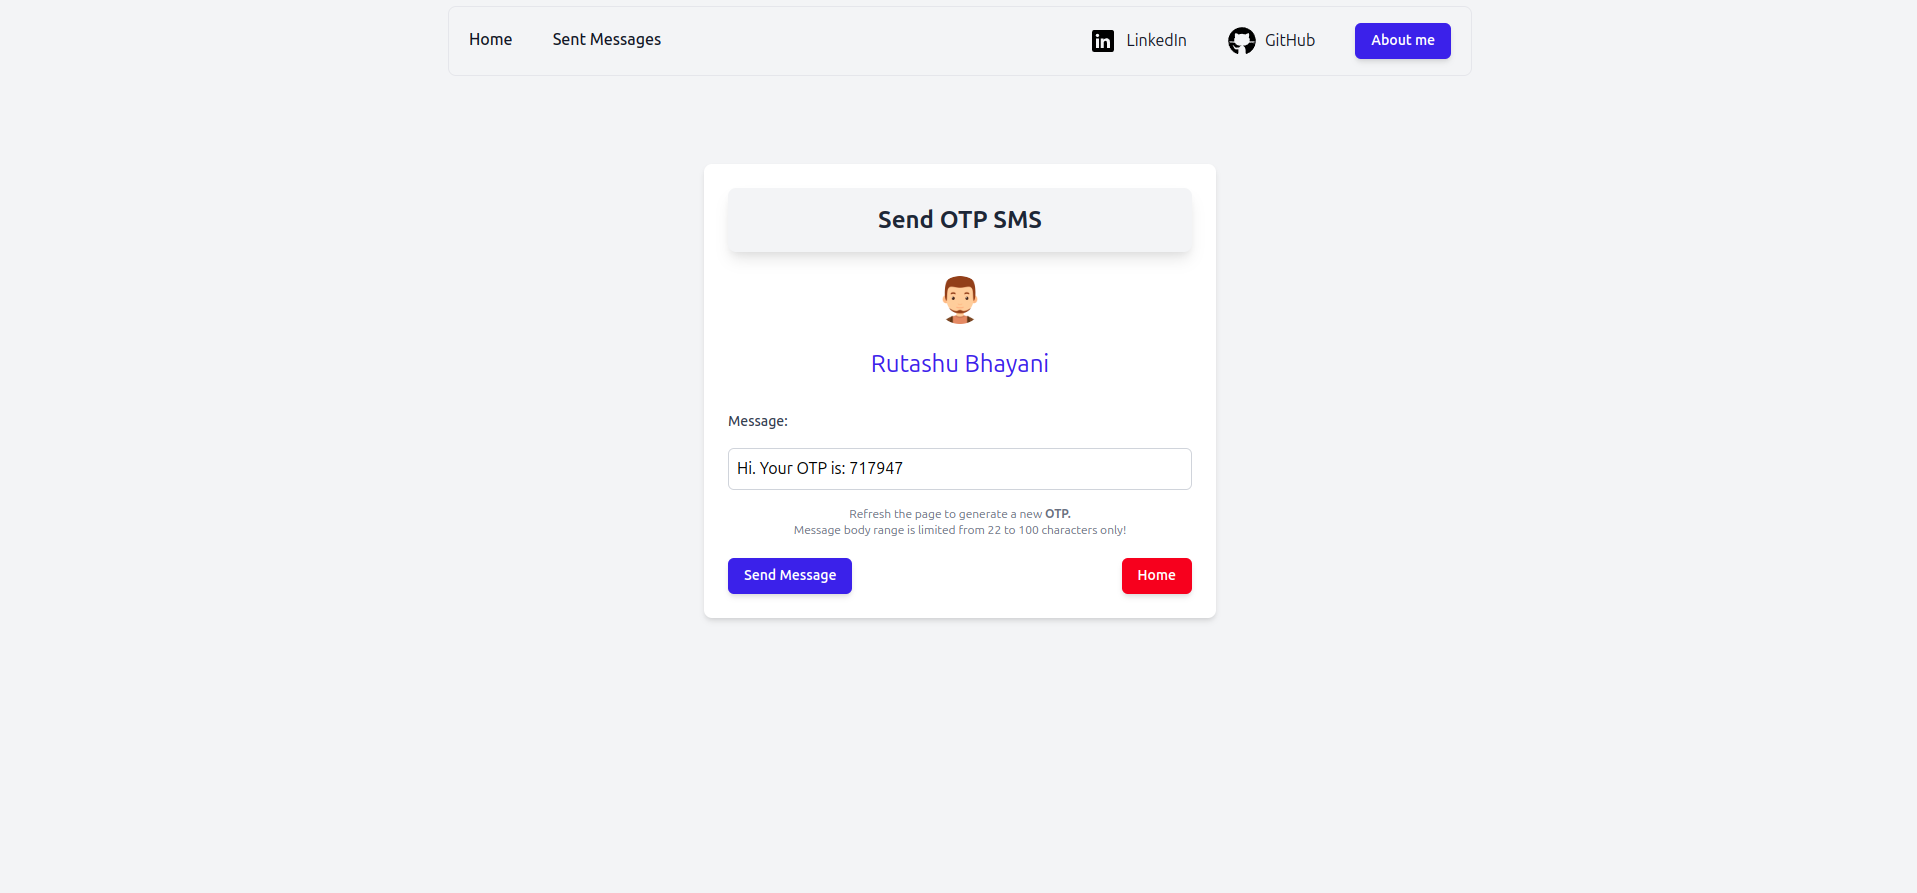 Home Sent Messages LinkedIn GitHub About me
Send OTP SMS
Rutashu Bhayani
Message:
Hi. Your OTP is: 717947
Refresh the page to generate a new OTP.
Message body range is limited from 22 to 100 characters only!
Send Message Home